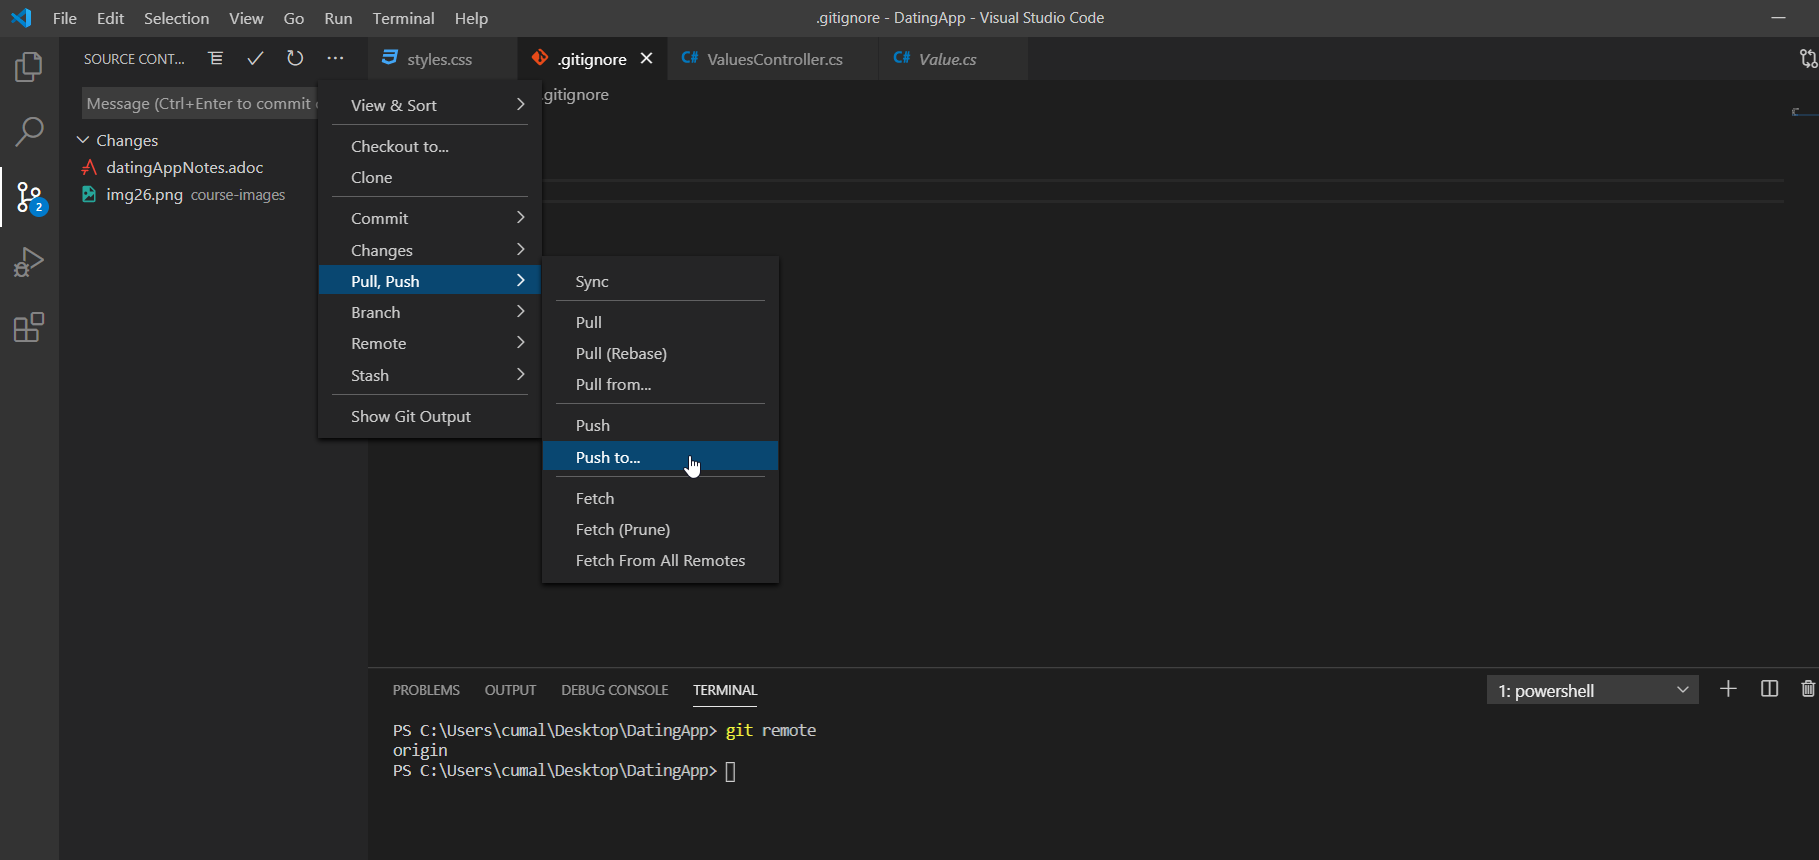 File Edit Selection View Go Run Terminal Help
.gitignore - DatingApp - Visual Studio Code
SOURCE CONT...
styles.css
.gitignore
C# ValuesController.cs
C# Value.cs
Message (Ctrl+Enter to commit
.gitignore
Changes
datingAppNotes.adoc
img26.png course-images
2
View & Sort
Checkout to...
Clone
Commit
Changes
Pull, Push
Branch
Remote
Stash
Show Git Output
Sync
Pull
Pull (Rebase)
Pull from...
Push
Push to...
Fetch
Fetch (Prune)
Fetch From All Remotes
PROBLEMS OUTPUT DEBUG CONSOLE TERMINAL
1: powershell
PS C:\Users\cumal\Desktop\DatingApp> git remote
origin
PS C:\Users\cumal\Desktop\DatingApp>